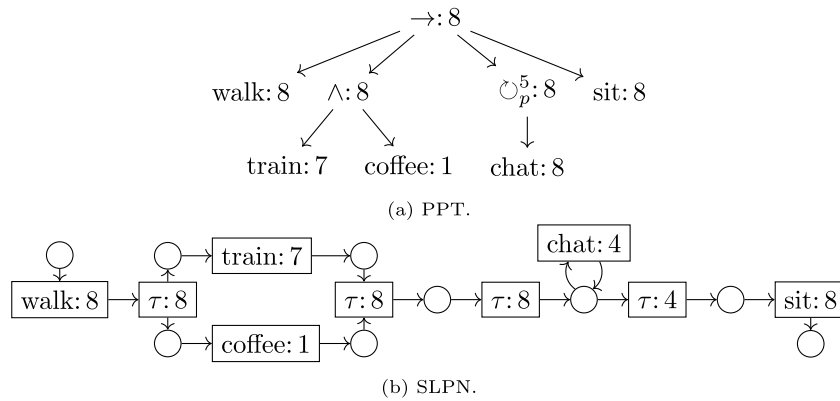 →: 8
walk: 8 ∧: 8 ↻⁵ₚ: 8 sit: 8
train: 7 coffee: 1 chat: 8
(a) PPT.
chat: 4
train: 7
walk: 8 τ: 8 τ: 8 τ: 8 τ: 4 sit: 8
coffee: 1
(b) SLPN.